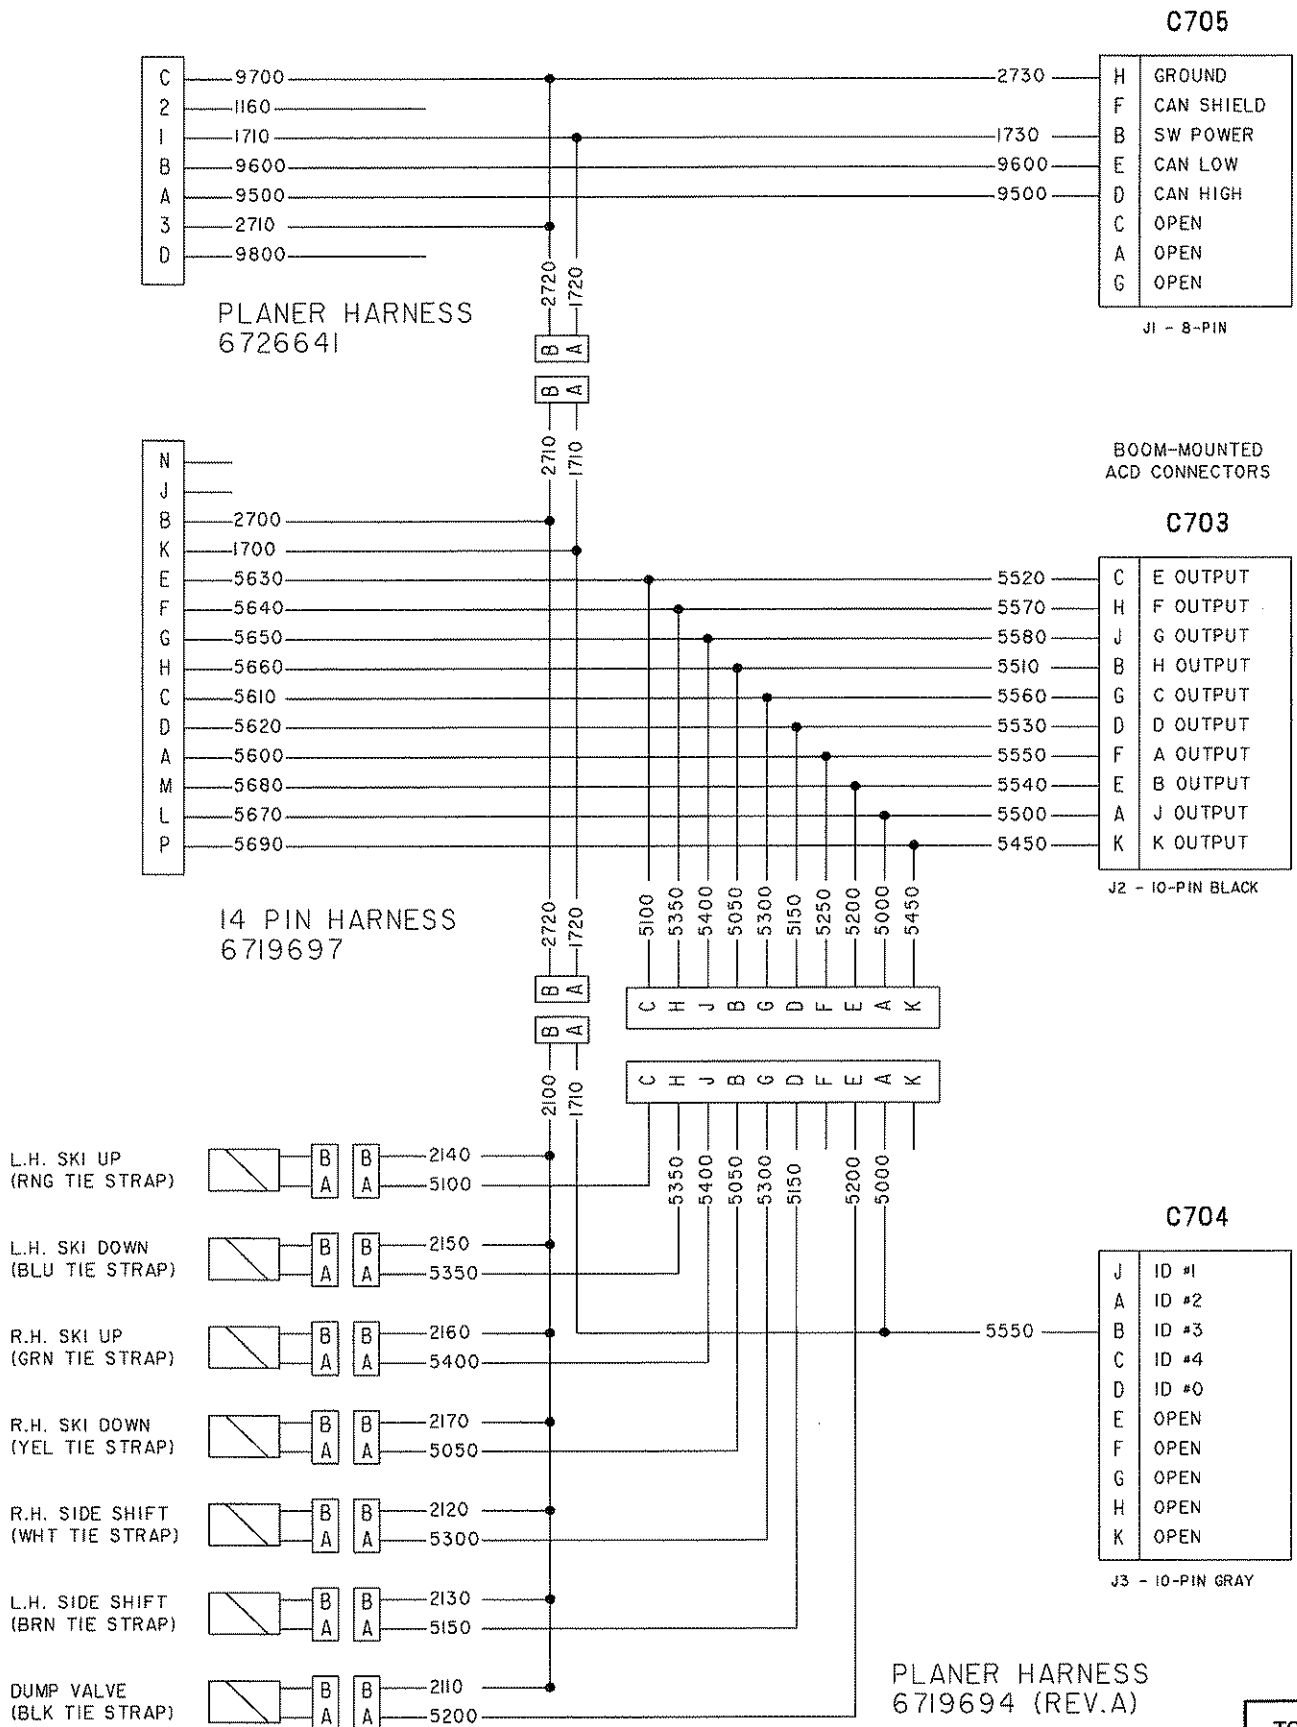 C705
C 9700 2730 H GROUND
2 1160 F CAN SHIELD
1 1710 1730 B SW POWER
B 9600 9600 E CAN LOW
A 9500 9500 D CAN HIGH
3 2710 C OPEN
D 9800 A OPEN
G OPEN
2720 1720
PLANER HARNESS
6726641
J1 - 8-PIN
B A
B A
2710 1710
BOOM-MOUNTED
ACD CONNECTORS
C703
N
J
B 2700
K 1700
E 5630 5520 C E OUTPUT
F 5640 5570 H F OUTPUT
G 5650 5580 J G OUTPUT
H 5660 5510 B H OUTPUT
C 5610 5560 G C OUTPUT
D 5620 5530 D D OUTPUT
A 5600 5550 F A OUTPUT
M 5680 5540 E B OUTPUT
L 5670 5500 A J OUTPUT
P 5690 5450 K K OUTPUT
J2 - 10-PIN BLACK
14 PIN HARNESS
6719697
2720 1720 5100 5350 5400 5050 5300 5150 5250 5200 5000 5450
B A C H J B G D F E A K
B A C H J B G D F E A K
2100 1710
5350 5400 5050 5300 5150 5200 5000
L.H. SKI UP B B 2140
(RNG TIE STRAP) A A 5100
L.H. SKI DOWN B B 2150
(BLU TIE STRAP) A A 5350
R.H. SKI UP B B 2160
(GRN TIE STRAP) A A 5400
R.H. SKI DOWN B B 2170
(YEL TIE STRAP) A A 5050
R.H. SIDE SHIFT B B 2120
(WHT TIE STRAP) A A 5300
L.H. SIDE SHIFT B B 2130
(BRN TIE STRAP) A A 5150
DUMP VALVE B B 2110
(BLK TIE STRAP) A A 5200
C704
J ID #1
A ID #2
5550 B ID #3
C ID #4
D ID #0
E OPEN
F OPEN
G OPEN
H OPEN
K OPEN
J3 - 10-PIN GRAY
PLANER HARNESS
6719694 (REV.A)